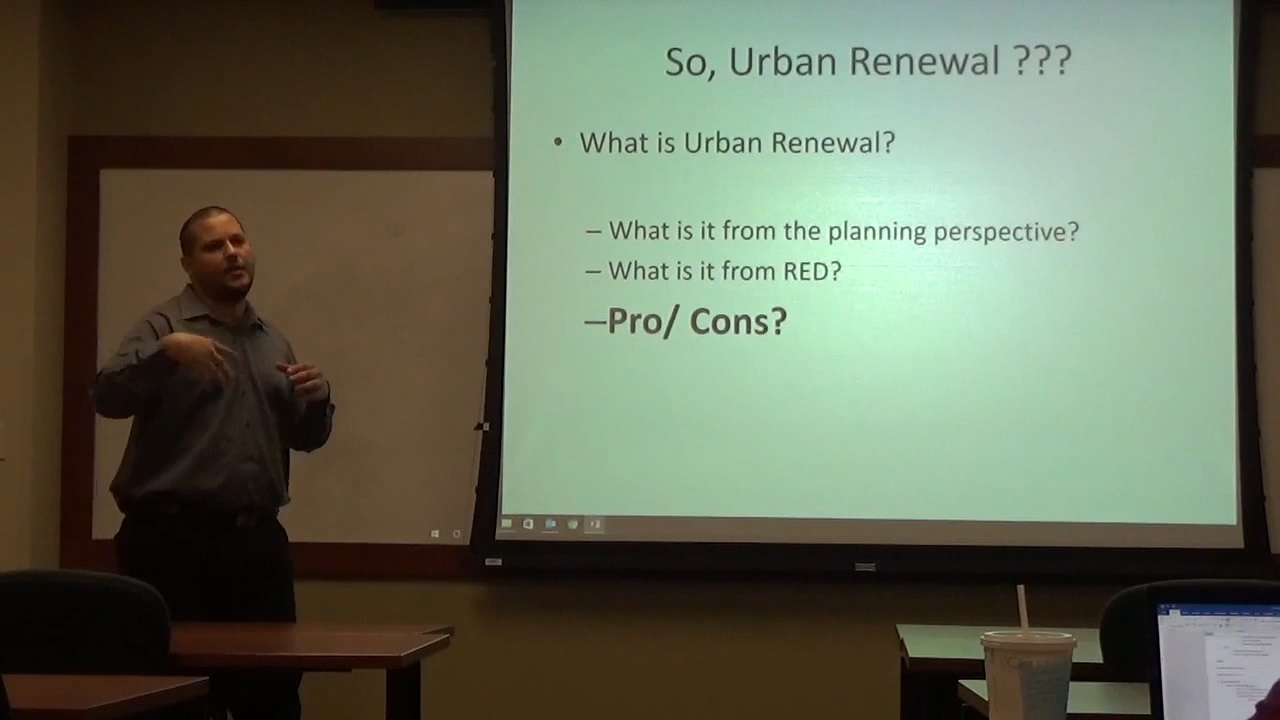 So, Urban Renewal ???
• What is Urban Renewal?
– What is it from the planning perspective?
– What is it from RED?
–Pro/ Cons?